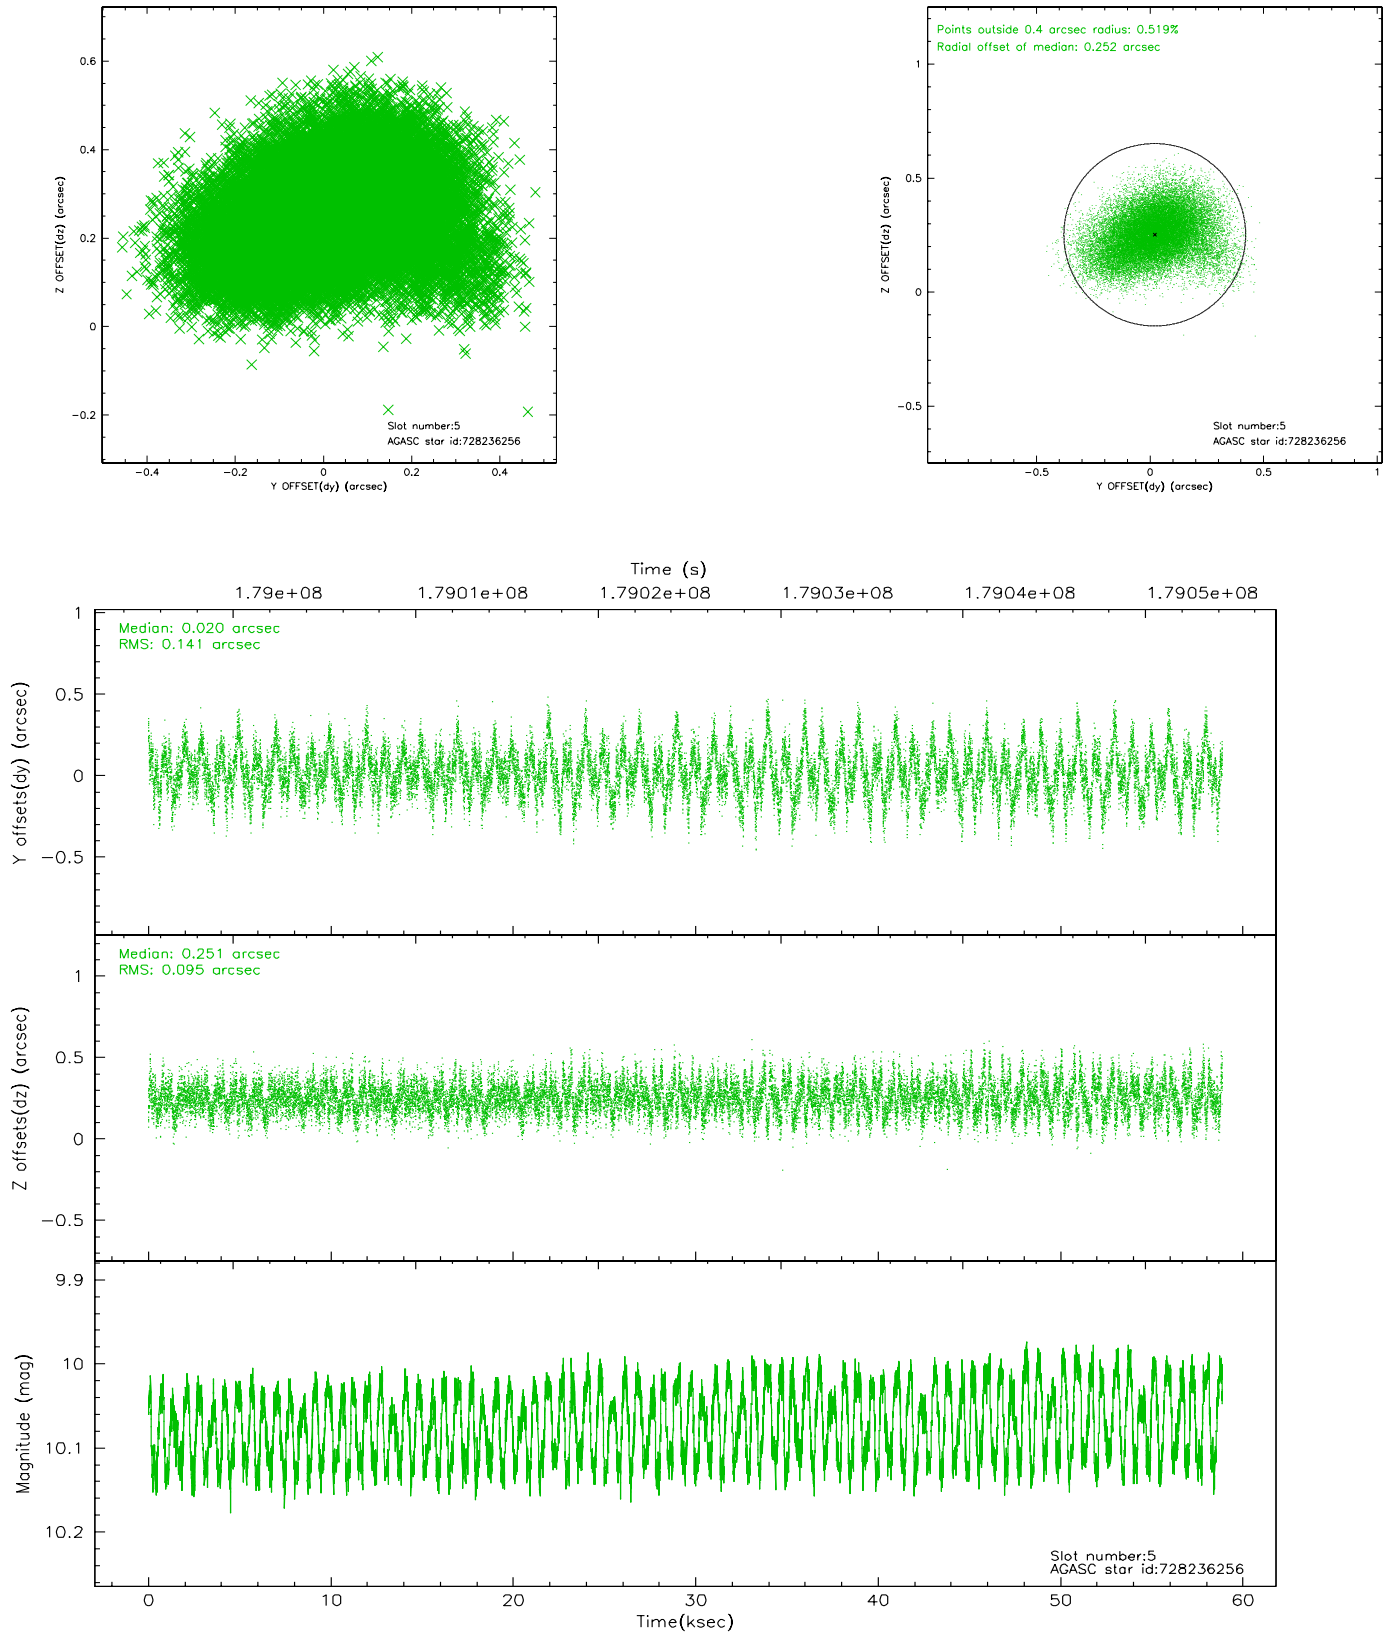 0.6
0.4
0.2
0
−0.2
Z OFFSET(dz) (arcsec)
Slot number:5
AGASC star id:728236256
−0.4 −0.2 0 0.2 0.4
Y OFFSET(dy) (arcsec)
Points outside 0.4 arcsec radius: 0.519%
Radial offset of median: 0.252 arcsec
1
0.5
0
−0.5
Z OFFSET(dz) (arcsec)
Slot number:5
AGASC star id:728236256
−0.5 0 0.5 1
Y OFFSET(dy) (arcsec)
Time (s)
1.79e+08 1.7901e+08 1.7902e+08 1.7903e+08 1.7904e+08 1.7905e+08
Median: 0.020 arcsec
RMS: 0.141 arcsec
1
0.5
0
−0.5
Y offsets(dy) (arcsec)
Median: 0.251 arcsec
RMS: 0.095 arcsec
1
0.5
0
−0.5
Z offsets(dz) (arcsec)
9.9
10
10.1
10.2
Magnitude (mag)
Slot number:5
AGASC star id:728236256
0 10 20 30 40 50 60
Time(ksec)